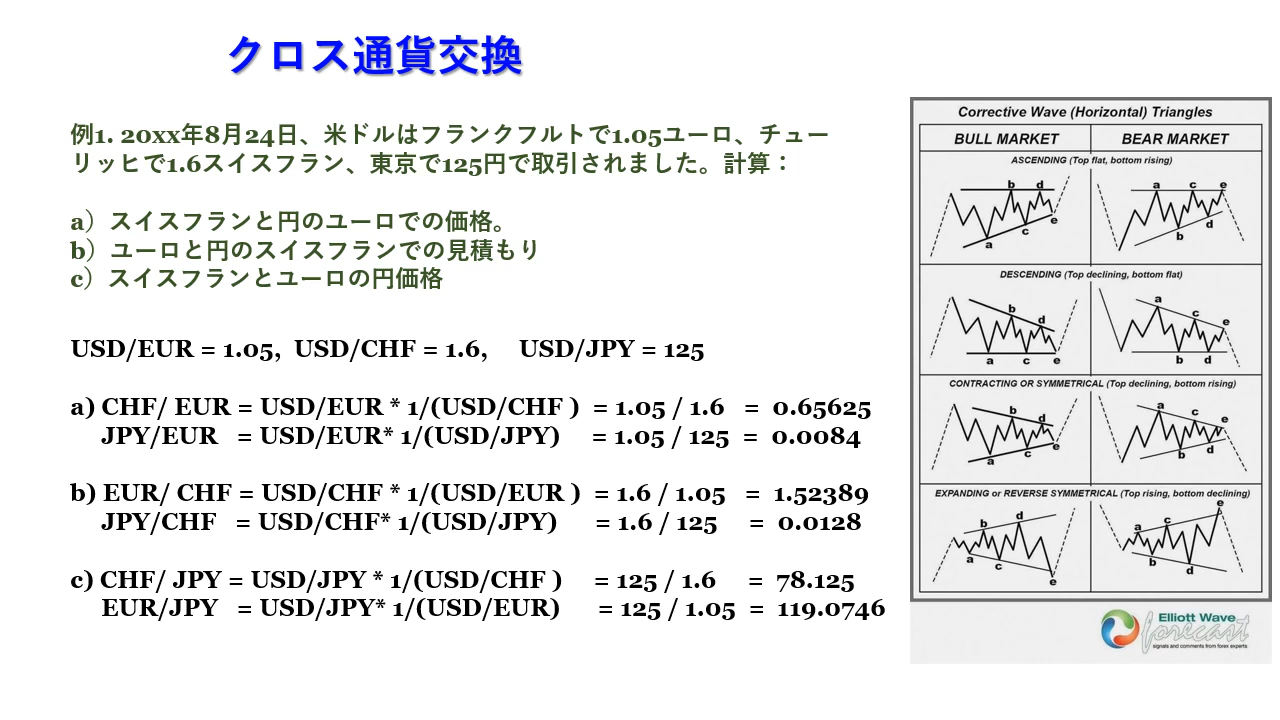 クロス通貨交換
例1. 20xx年8月24日、米ドルはフランクフルトで1.05ユーロ、チュー
リッヒで1.6スイスフラン、東京で125円で取引されました。計算：
a）スイスフランと円のユーロでの価格。
b）ユーロと円のスイスフランでの見積もり
c）スイスフランとユーロの円価格
USD/EUR = 1.05, USD/CHF = 1.6, USD/JPY = 125
a) CHF/ EUR = USD/EUR * 1/(USD/CHF ) = 1.05 / 1.6 = 0.65625
JPY/EUR = USD/EUR* 1/(USD/JPY) = 1.05 / 125 = 0.0084
b) EUR/ CHF = USD/CHF * 1/(USD/EUR ) = 1.6 / 1.05 = 1.52389
JPY/CHF = USD/CHF* 1/(USD/JPY) = 1.6 / 125 = 0.0128
c) CHF/ JPY = USD/JPY * 1/(USD/CHF ) = 125 / 1.6 = 78.125
EUR/JPY = USD/JPY* 1/(USD/EUR) = 125 / 1.05 = 119.0746
Corrective Wave (Horizontal) Triangles
BULL MARKET BEAR MARKET
ASCENDING (Top flat, bottom rising)
b d a c e
a c e b d
DESCENDING (Top declining, bottom flat)
b d a c e
a c e b d
CONTRACTING OR SYMMETRICAL (Top declining, bottom rising)
b d a c e
a c e b d
EXPANDING or REVERSE SYMMETRICAL (Top rising, bottom declining)
b d a c e
a c e b d
Elliott Wave
forecast
signals and comments from forex experts